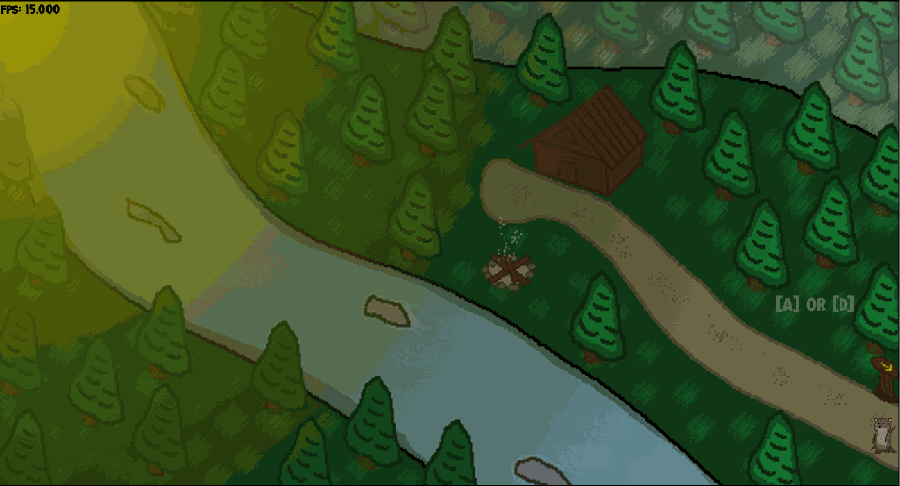 FPS: 15.000
[A] OR [D]